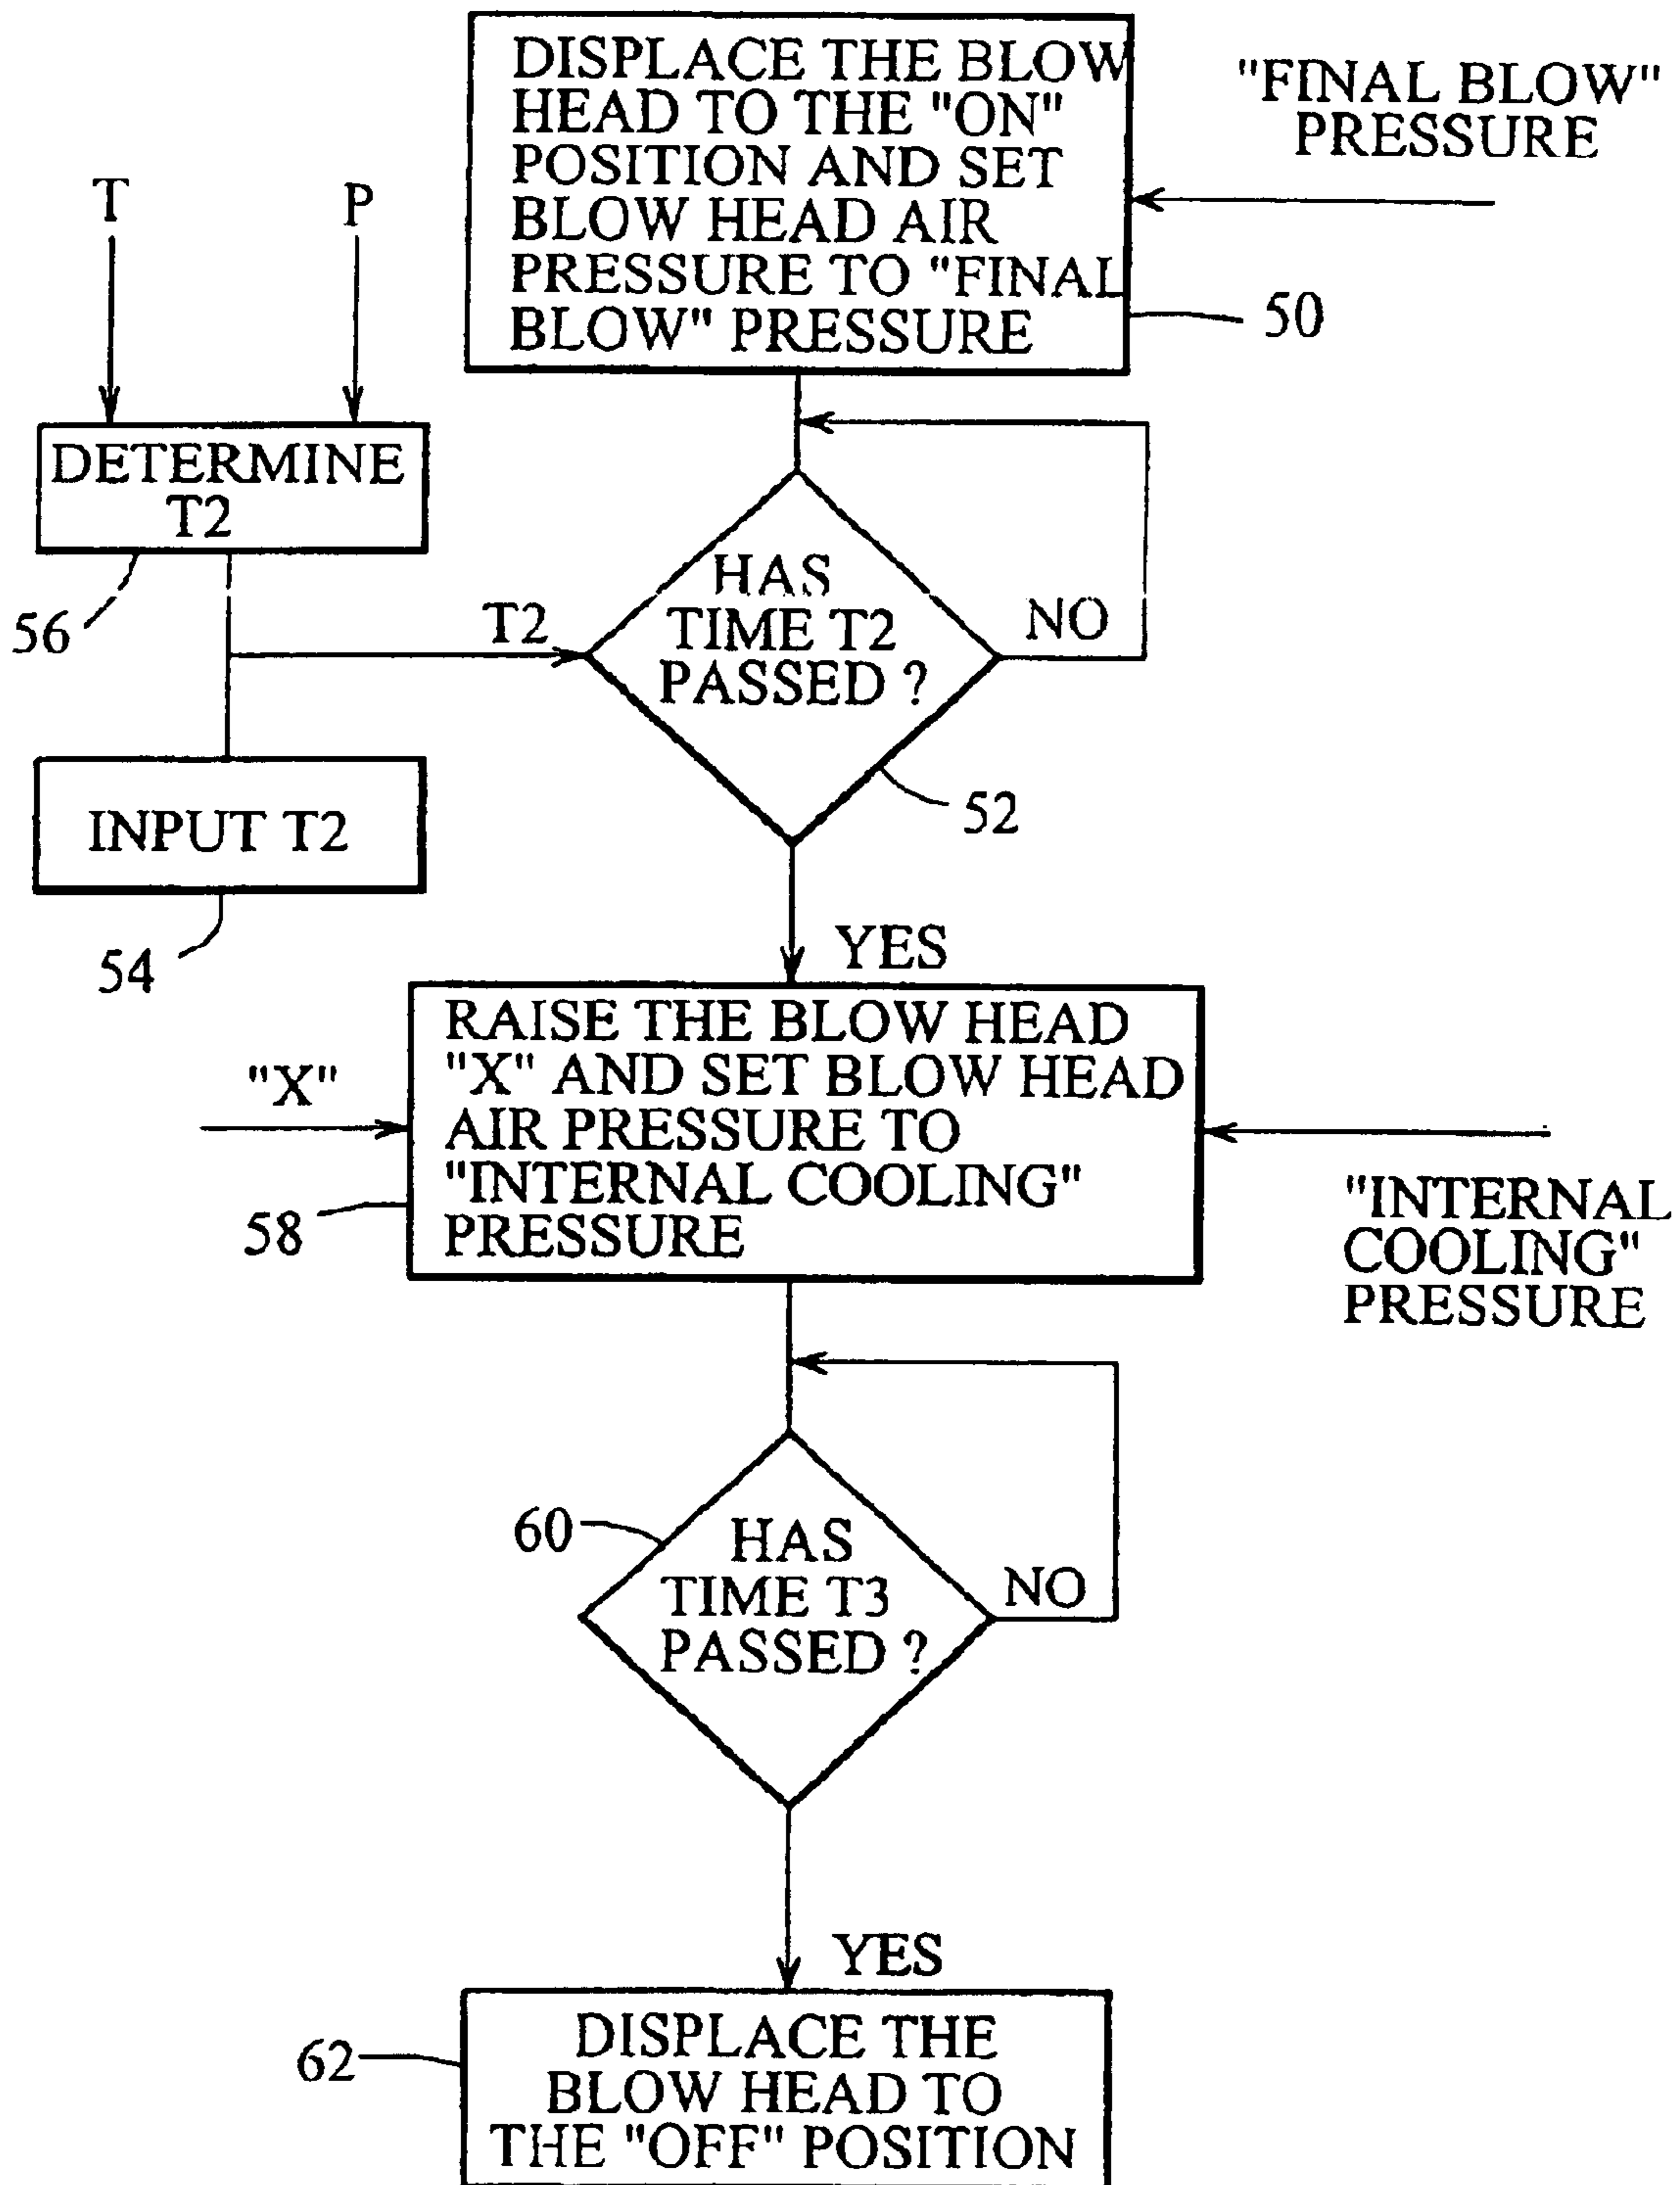 DISPLACE THE BLOW
HEAD TO THE "ON"
POSITION AND SET
BLOW HEAD AIR
PRESSURE TO "FINAL
BLOW" PRESSURE
"FINAL BLOW"
PRESSURE
50
T
P
DETERMINE
T2
56
T2
HAS
TIME T2
PASSED ?
NO
52
INPUT T2
54
YES
RAISE THE BLOW HEAD
"X" AND SET BLOW HEAD
AIR PRESSURE TO
"INTERNAL COOLING"
PRESSURE
"X"
58
"INTERNAL
COOLING"
PRESSURE
60
HAS
TIME T3
PASSED ?
NO
YES
62
DISPLACE THE
BLOW HEAD TO
THE "OFF" POSITION